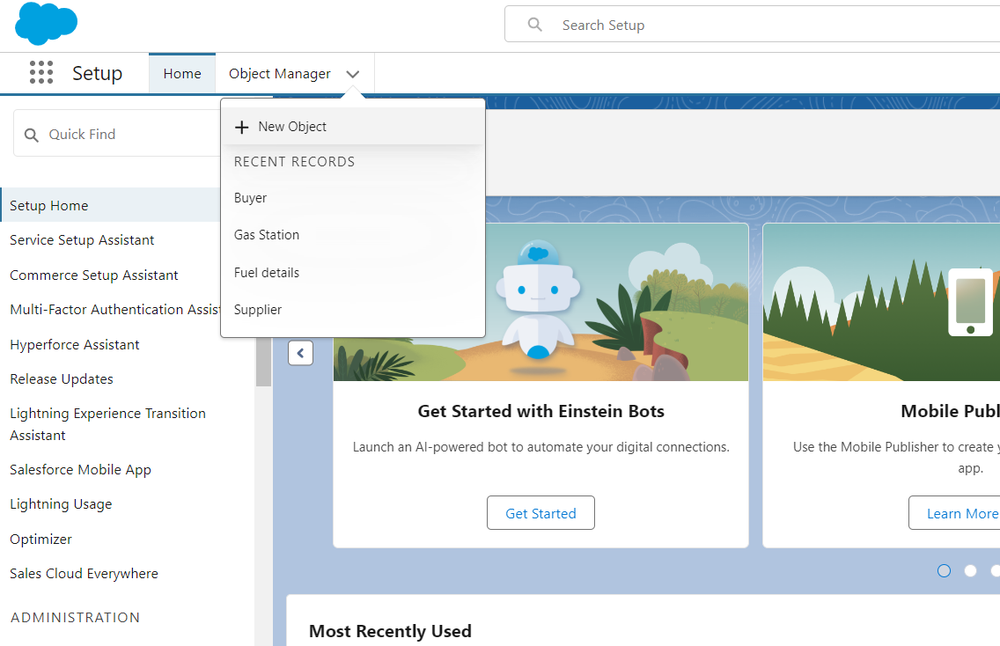 Search Setup
Setup
Home
Object Manager
New Object
RECENT RECORDS
Buyer
Gas Station
Fuel details
Supplier
Quick Find
Setup Home
Service Setup Assistant
Commerce Setup Assistant
Multi-Factor Authentication Assist
Hyperforce Assistant
Release Updates
Lightning Experience Transition
Assistant
Salesforce Mobile App
Lightning Usage
Optimizer
Sales Cloud Everywhere
ADMINISTRATION
Get Started with Einstein Bots
Launch an AI-powered bot to automate your digital connections.
Get Started
Mobile Publ
Use the Mobile Publisher to create
app.
Learn More
Most Recently Used